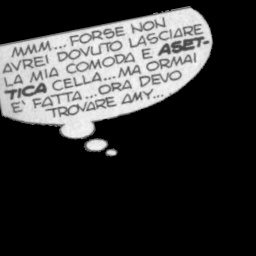 MMM... FORSE NON
AVREI DOVUTO LASCIARE
LA MIA COMODA E ASET-
TICA CELLA... MA ORMAI
E' FATTA... ORA DEVO
TROVARE AMY...